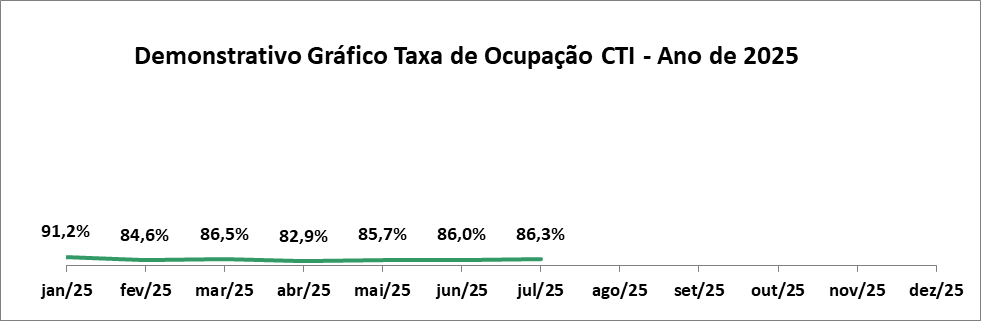 Demonstrativo Gráfico Taxa de Ocupação CTI - Ano de 2025
91,2% 84,6% 86,5% 82,9% 85,7% 86,0% 86,3%
jan/25 fev/25 mar/25 abr/25 mai/25 jun/25 jul/25 ago/25 set/25 out/25 nov/25 dez/25